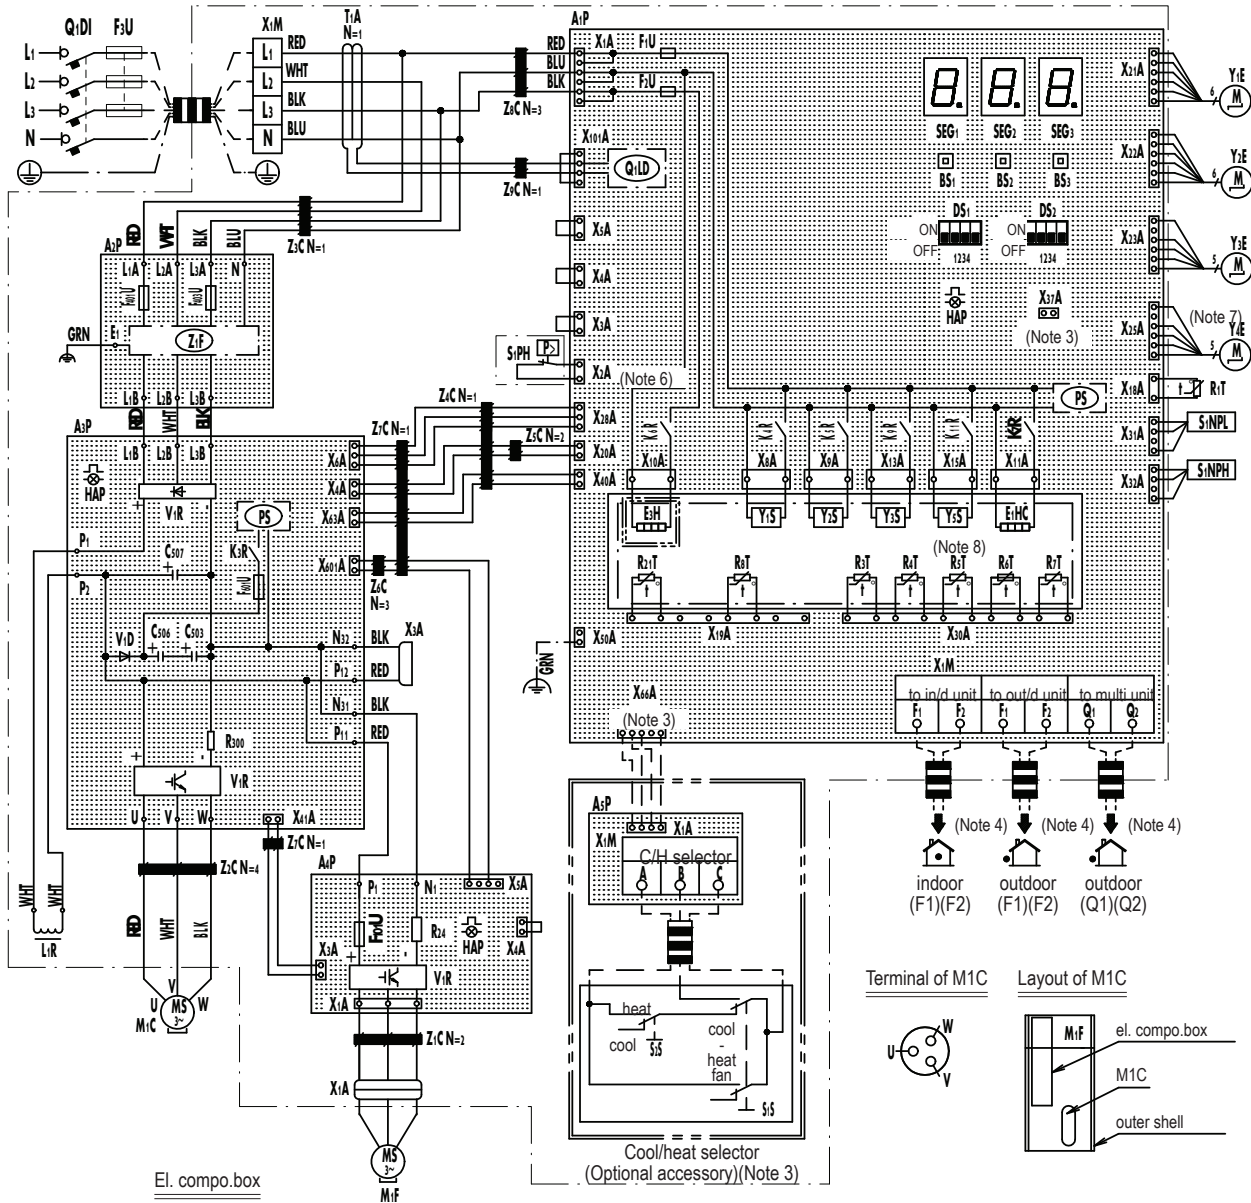 Q1DI F3U X1M T1A N=1 A1P
L1 L1 RED RED X1A F1U
L2 L2 WHT BLU
L3 L3 BLK BLK F2U
N N BLU Z8C N=3
X21A Y1E 6 M
SEG1 SEG2 SEG3
X101A Q1LD
Z9C N=1
BS1 BS2 BS3
X22A Y2E 6 M
RED WHT BLK BLU
Z3C N=1
X5A
DS1 DS2
ON ON
OFF OFF
1234 1234
X23A Y3E 5 M
A2P
L1A L2A L3A N
X4A
F401U F403U
HAP X37A
(Note 3)
X25A (Note 7) Y4E 5 M
GRN E1 Z1F
X3A
S1PH P>
X2A
(Note 6)
PS
X18A t R1T
L1B L2B L3B
RED WHT BLK
Z7C N=1 Z4C N=1
X28A
K6R K4R K9R K11R K7R
X31A S1NPL
A3P
L1B L2B L3B
X6A
Z5C N=2
X20A
X10A X8A X9A X13A X15A X11A
HAP
X4A
X40A
X32A S1NPH
V1R
X63A
PS
E3H Y1S Y2S Y3S Y5S E1HC
(Note 8)
P1 C507 K3R
P2 F601U
X601A
Z6C N=3
R21T R8T R3T R4T R5T R6T R7T
t t t t t t t
X19A X30A
V1D C506 C503
N32 BLK X3A
P12 RED
X50A
GRN
X1M
N31 BLK
P11 RED
X66A
(Note 3)
to in/d unit to out/d unit to multi unit
F1 F2 F1 F2 Q1 Q2
R300
V1R
U V W
X41A
Z7C N=1
A5P
X1M X1A
C/H selector
A B C
(Note 4) (Note 4) (Note 4)
indoor outdoor outdoor
(F1)(F2) (F1)(F2) (Q1)(Q2)
Z2C N=4
A4P
P1 N1 X5A
WHT WHT
L1R
RED WHT BLK
R24
HAP
X4A
X3A
V1R
X1A
U V W
MS 3~
M1C
Z1C N=2
X1A
MS 3~
M1F
heat
cool
S2S
cool
-
heat
fan
S1S
Cool/heat selector
(Optional accessory)(Note 3)
Terminal of M1C
U W V
Layout of M1C
M1F
el. compo.box
M1C
outer shell
El. compo.box